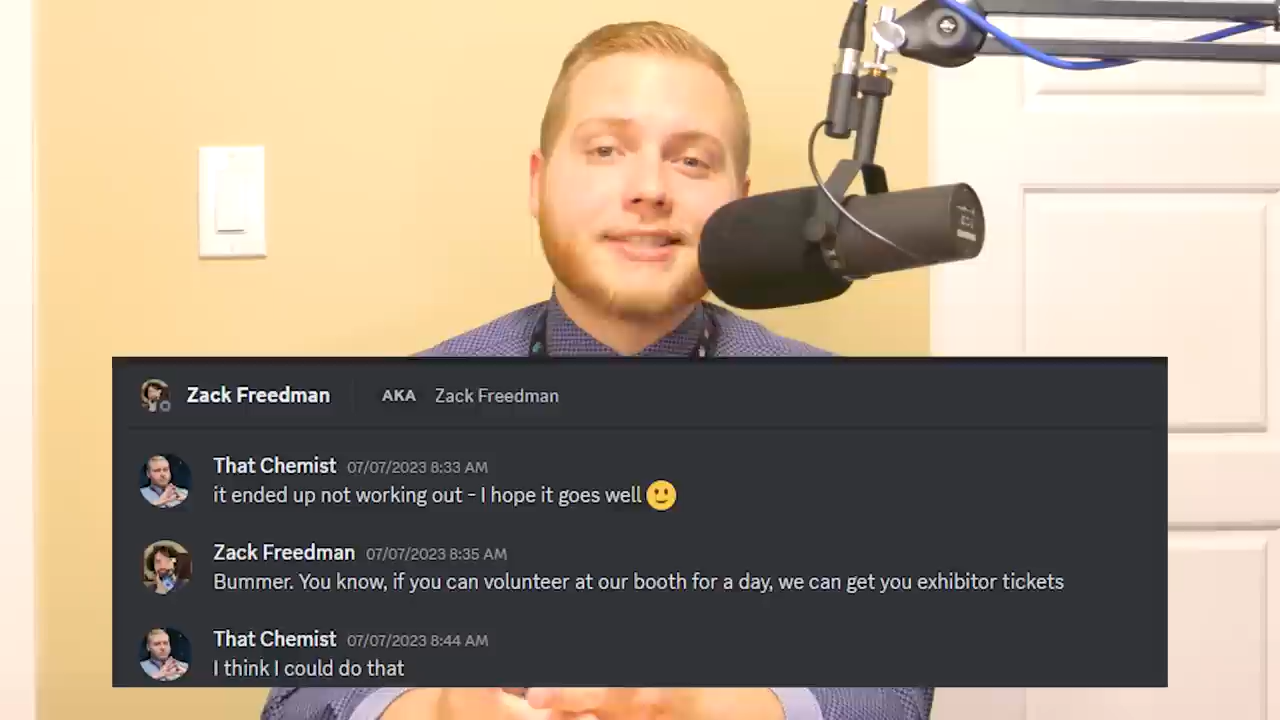 Zack Freedman AKA Zack Freedman
That Chemist 07/07/2023 8:33 AM
it ended up not working out - I hope it goes well 🙂
Zack Freedman 07/07/2023 8:35 AM
Bummer. You know, if you can volunteer at our booth for a day, we can get you exhibitor tickets
That Chemist 07/07/2023 8:44 AM
I think I could do that